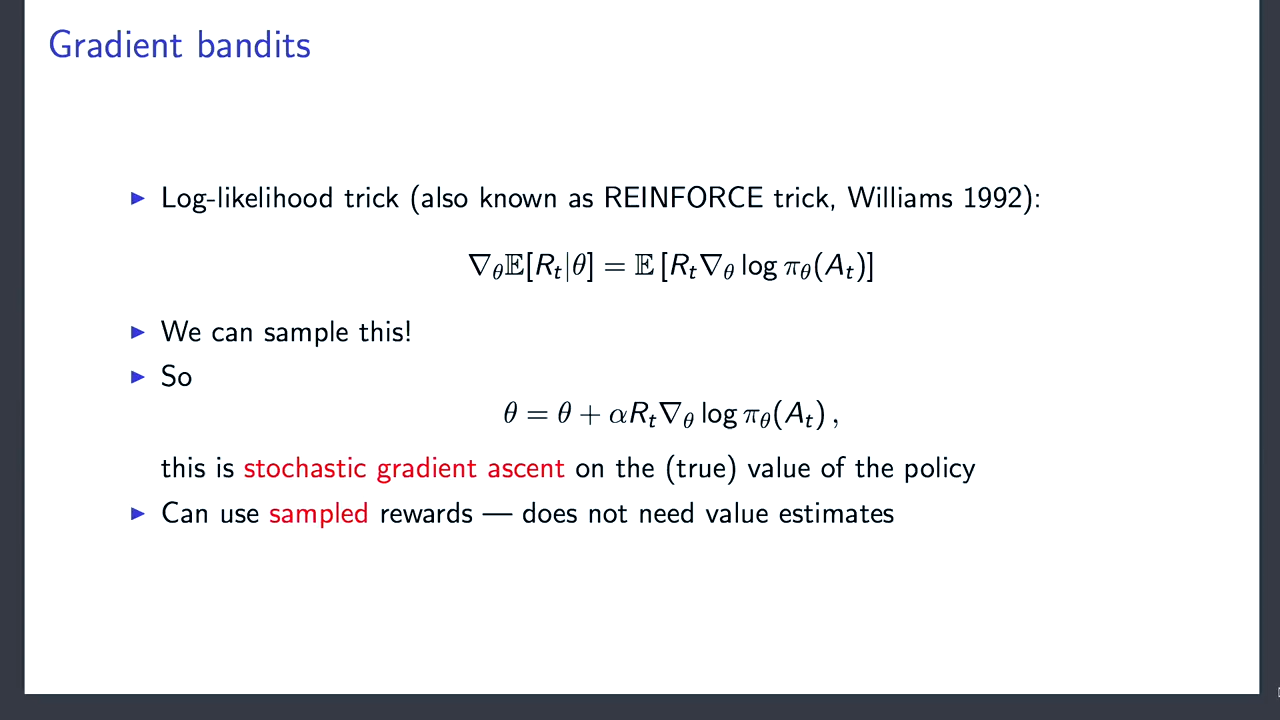 Gradient bandits
▶ Log-likelihood trick (also known as REINFORCE trick, Williams 1992):
∇θ𝔼[Rₜ|θ] = 𝔼 [Rₜ∇θ log πθ(Aₜ)]
▶ We can sample this!
▶ So
θ = θ + αRₜ∇θ log πθ(Aₜ) ,
this is stochastic gradient ascent on the (true) value of the policy
▶ Can use sampled rewards — does not need value estimates